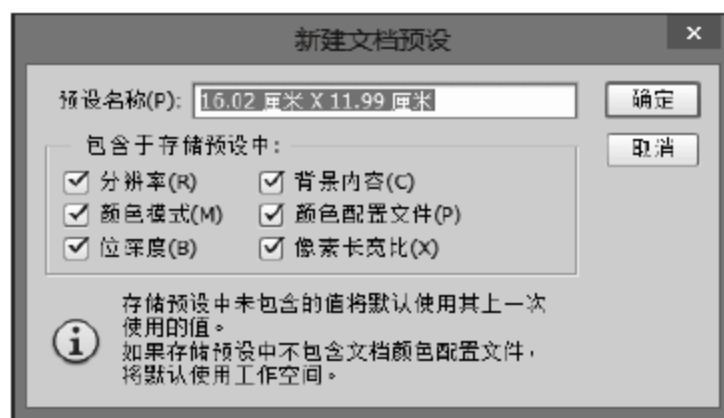 新建文档预设
预设名称(P): 16.02 厘米 X 11.99 厘米
确定
取消
包含于存储预设中:
分辨率(R) 背景内容(C)
颜色模式(M) 颜色配置文件(P)
位深度(B) 像素长宽比(X)
存储预设中未包含的值将默认使用其上一次
使用的值。
如果存储预设中不包含文档颜色配置文件，
将默认使用工作空间。